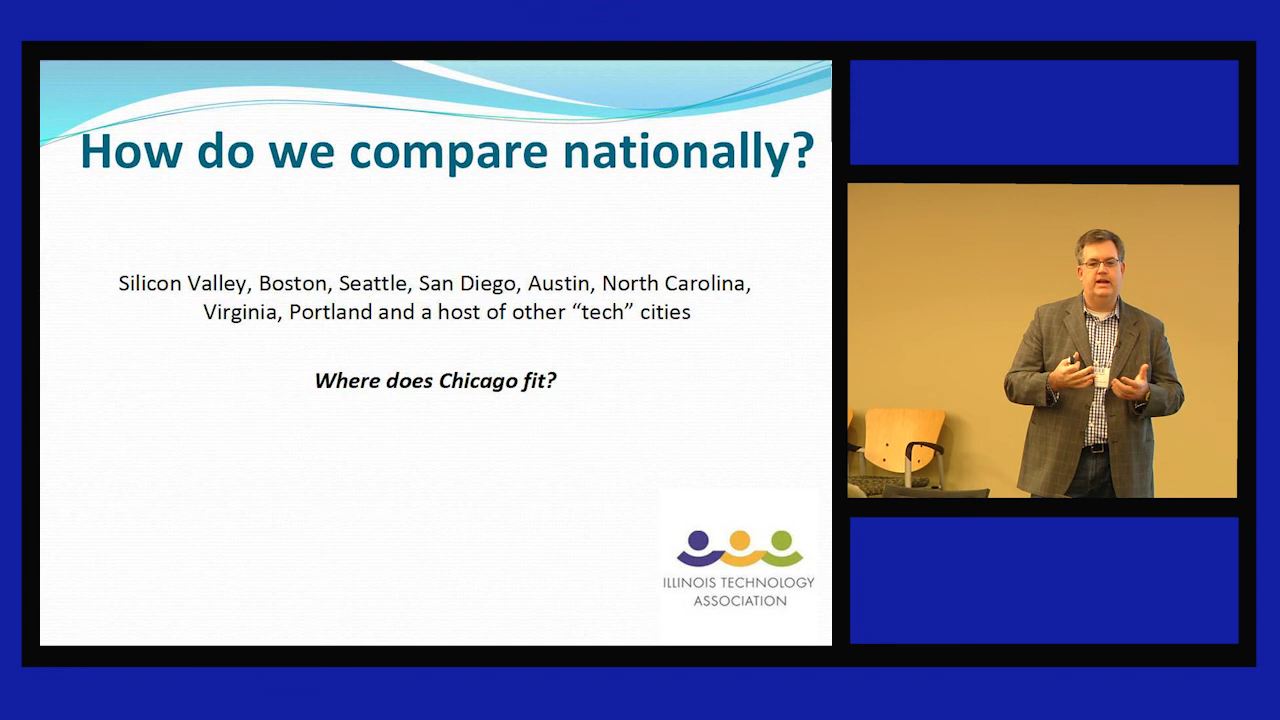 How do we compare nationally?
Silicon Valley, Boston, Seattle, San Diego, Austin, North Carolina,
Virginia, Portland and a host of other “tech” cities
Where does Chicago fit?
ILLINOIS TECHNOLOGY
ASSOCIATION